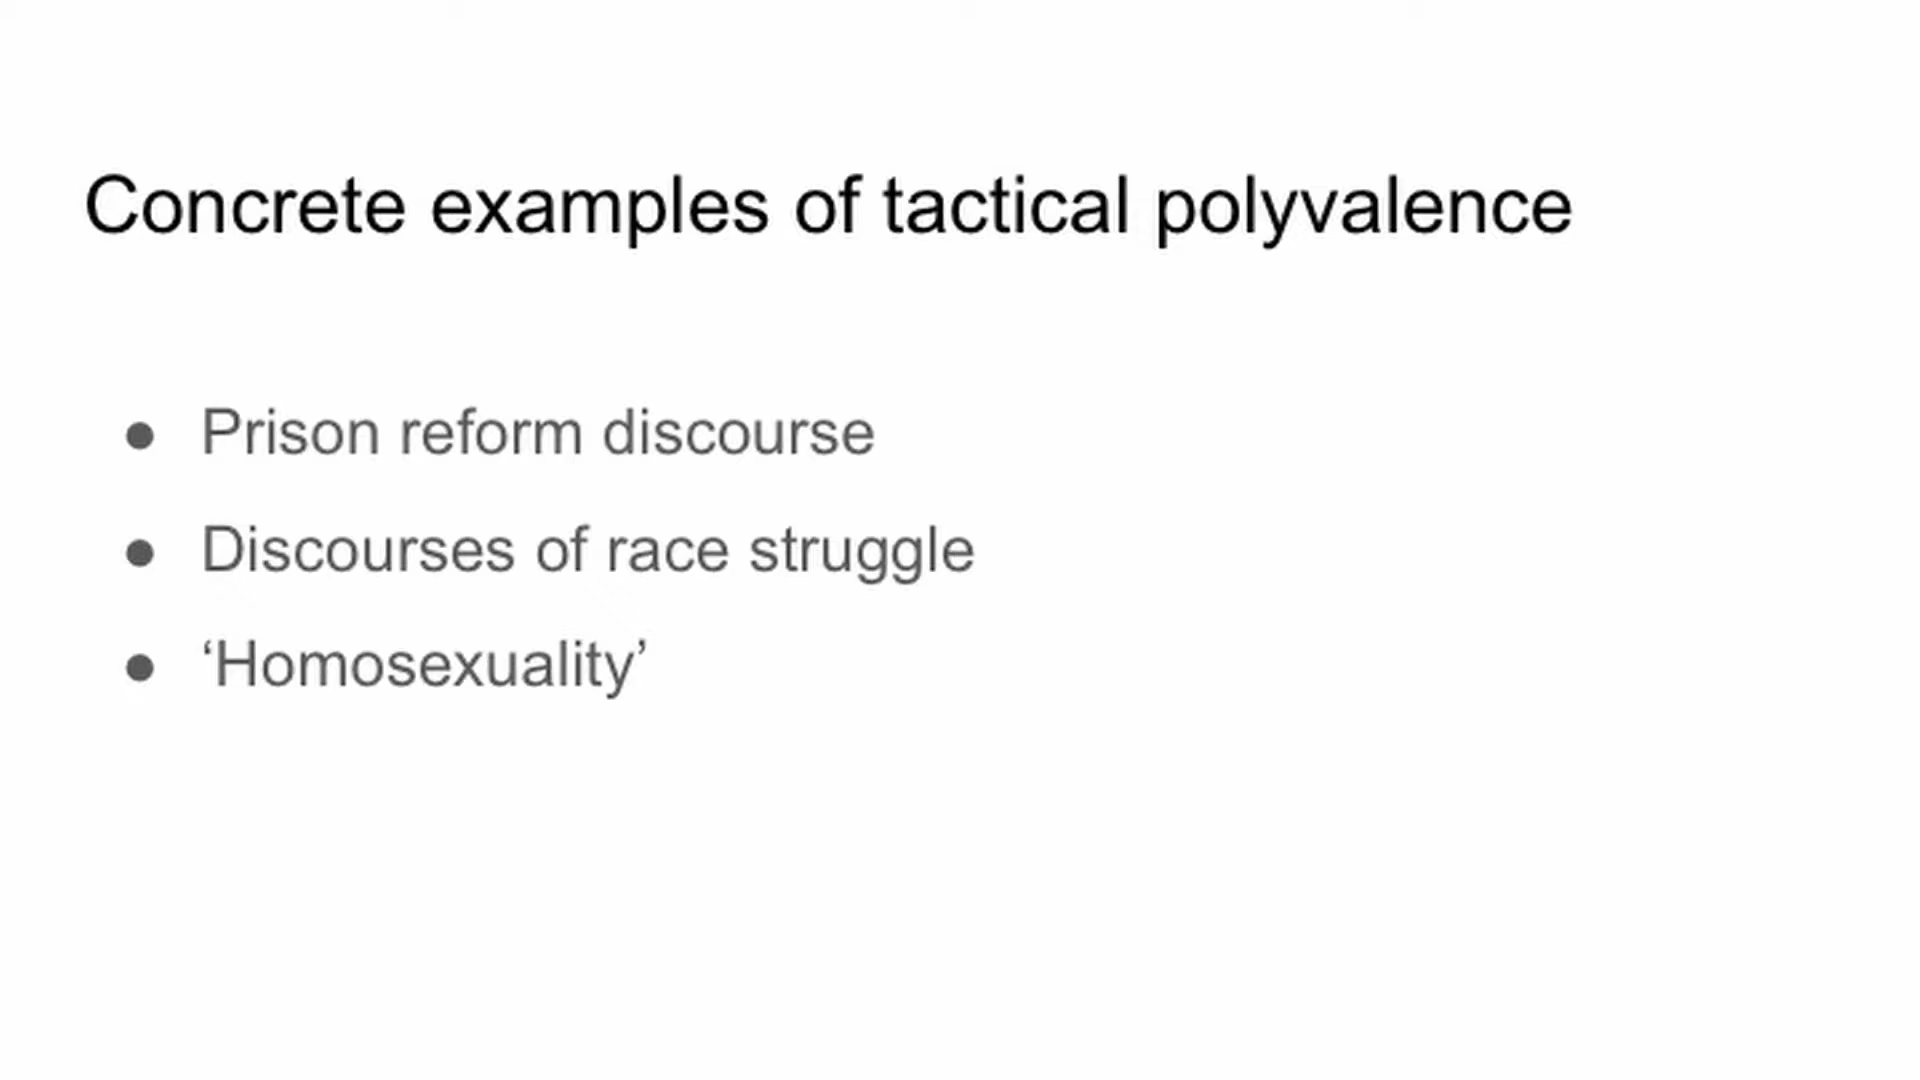 Concrete examples of tactical polyvalence
● Prison reform discourse
● Discourses of race struggle
● ‘Homosexuality’